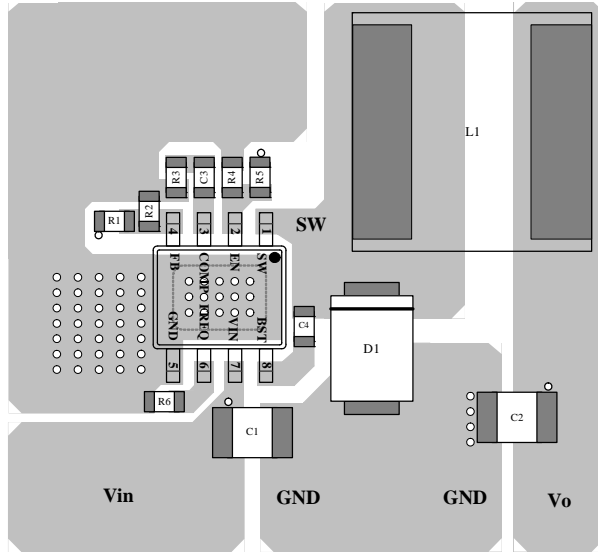 L1
R3
C3
R4
R5
R2
R1
SW
4
3
2
1
FB
COMP
EN
SW
GND
FREQ
VIN
BST
C4
D1
5
6
7
8
R6
C1
C2
Vin
GND
GND
Vo